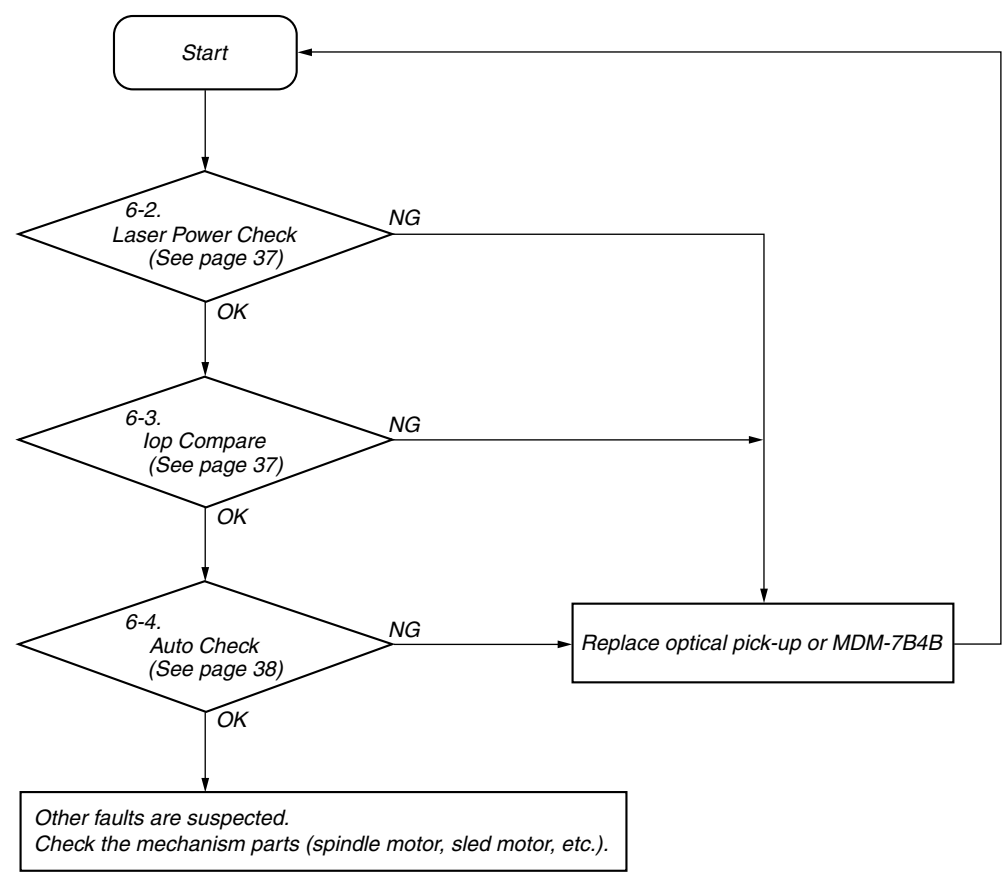 Start
6-2.
Laser Power Check
(See page 37)
NG
OK
6-3.
Iop Compare
(See page 37)
NG
OK
6-4.
Auto Check
(See page 38)
NG
Replace optical pick-up or MDM-7B4B
OK
Other faults are suspected.
Check the mechanism parts (spindle motor, sled motor, etc.).